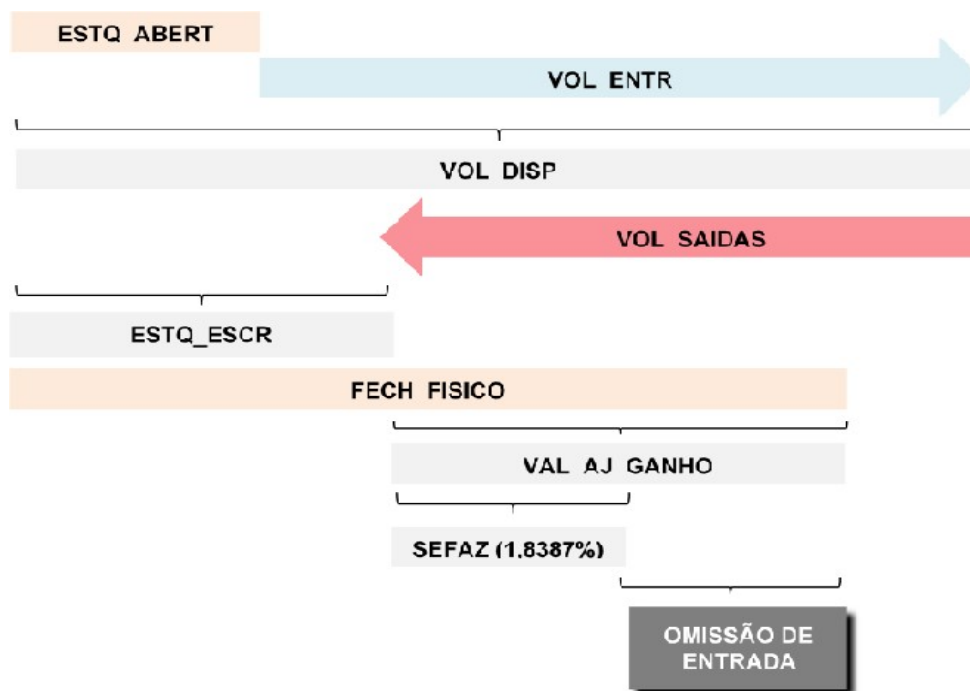 ESTQ ABERT
VOL ENTR
VOL DISP
VOL SAIDAS
ESTQ_ESCR
FECH FISICO
VAL AJ GANHO
SEFAZ (1,8387%)
OMISSÃO DE
ENTRADA